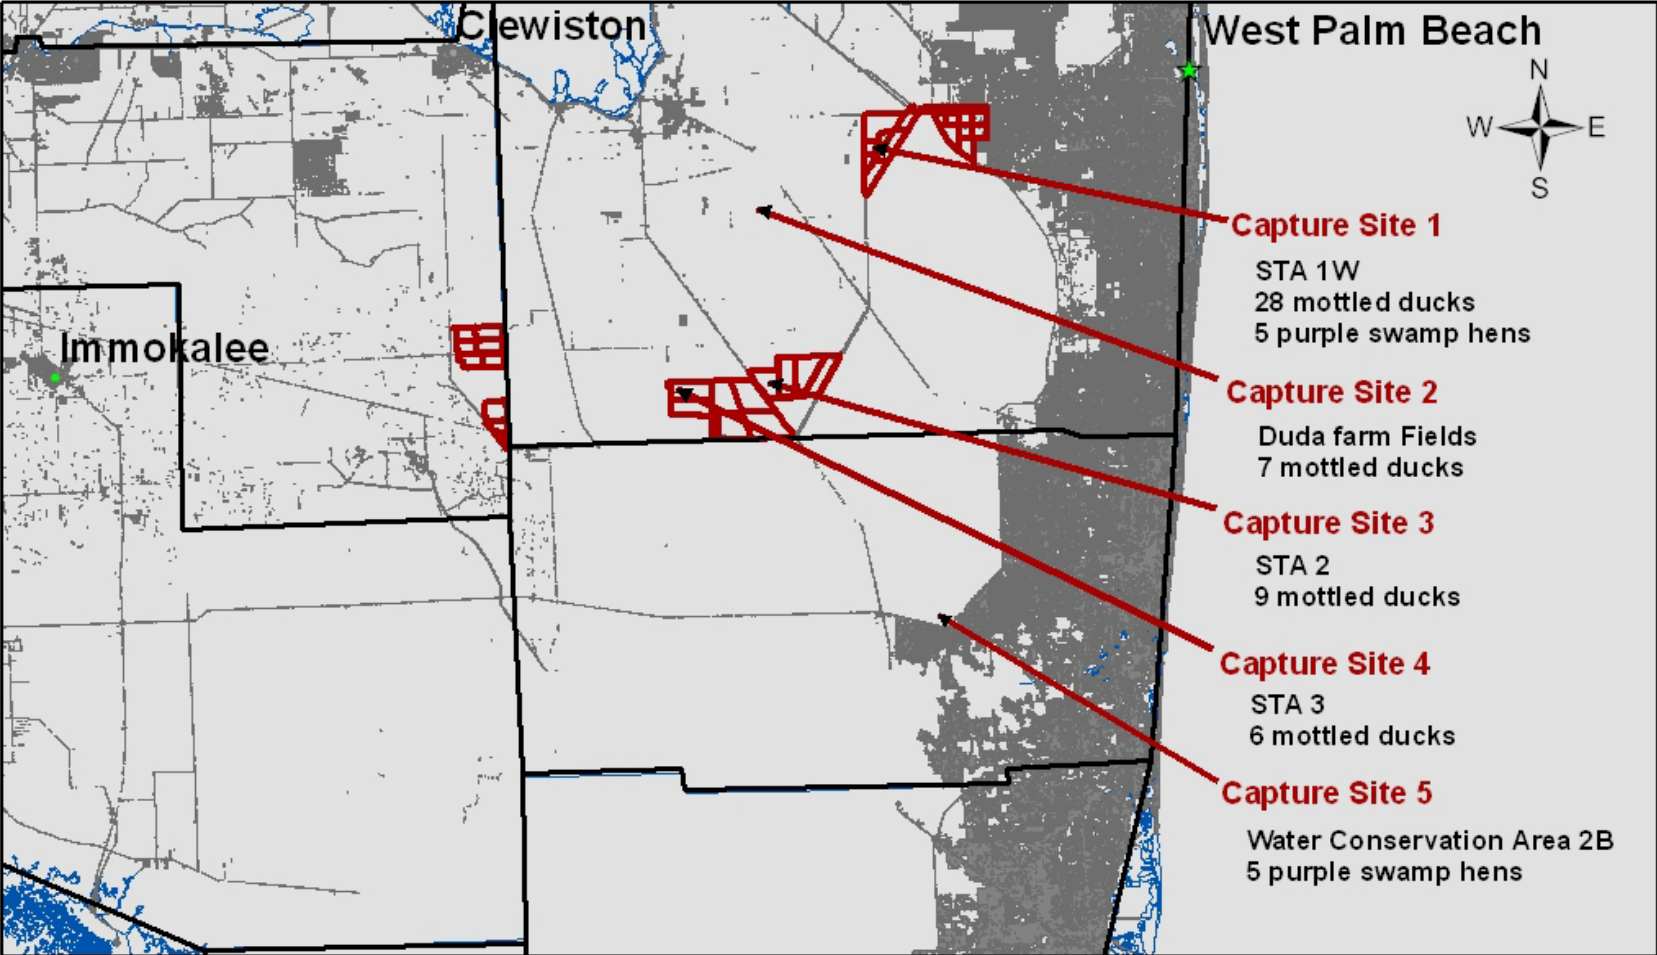 Clewiston
West Palm Beach
N
W E
S
Capture Site 1
STA 1W
28 mottled ducks
5 purple swamp hens
Immokalee
Capture Site 2
Duda farm Fields
7 mottled ducks
Capture Site 3
STA 2
9 mottled ducks
Capture Site 4
STA 3
6 mottled ducks
Capture Site 5
Water Conservation Area 2B
5 purple swamp hens